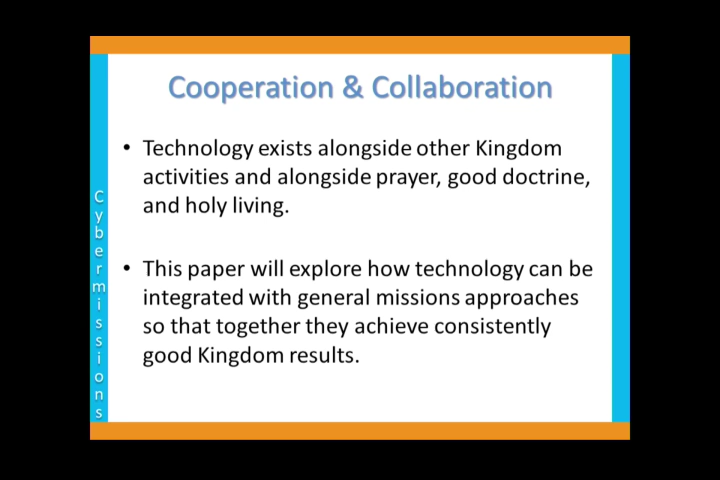 Cooperation & Collaboration
• Technology exists alongside other Kingdom
activities and alongside prayer, good doctrine,
and holy living.
• This paper will explore how technology can be
integrated with general missions approaches
so that together they achieve consistently
good Kingdom results.
Cybermissions